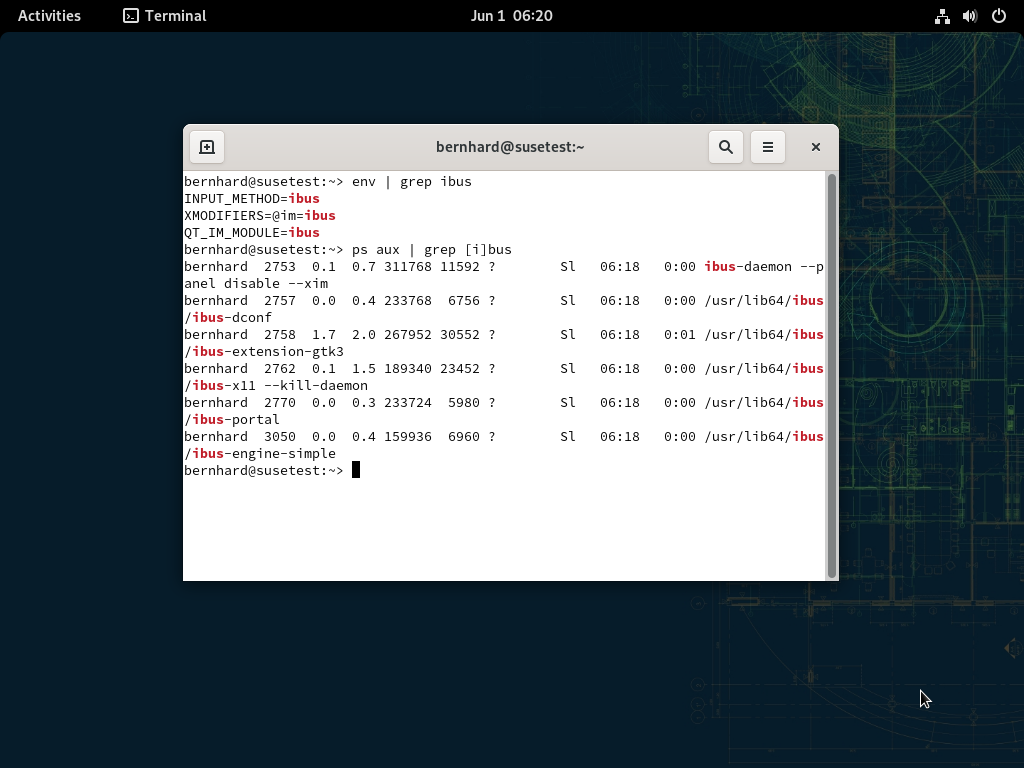 Activities Terminal Jun 1 06:20
bernhard@susetest:~
bernhard@susetest:~> env | grep ibus
INPUT_METHOD=ibus
XMODIFIERS=@im=ibus
QT_IM_MODULE=ibus
bernhard@susetest:~> ps aux | grep [i]bus
bernhard  2753  0.1  0.7 311768 11592 ?        Sl   06:18   0:00 ibus-daemon --p
anel disable --xim
bernhard  2757  0.0  0.4 233768  6756 ?        Sl   06:18   0:00 /usr/lib64/ibus
/ibus-dconf
bernhard  2758  1.7  2.0 267952 30552 ?        Sl   06:18   0:01 /usr/lib64/ibus
/ibus-extension-gtk3
bernhard  2762  0.1  1.5 189340 23452 ?        Sl   06:18   0:00 /usr/lib64/ibus
/ibus-x11 --kill-daemon
bernhard  2770  0.0  0.3 233724  5980 ?        Sl   06:18   0:00 /usr/lib64/ibus
/ibus-portal
bernhard  3050  0.0  0.4 159936  6960 ?        Sl   06:18   0:00 /usr/lib64/ibus
/ibus-engine-simple
bernhard@susetest:~>